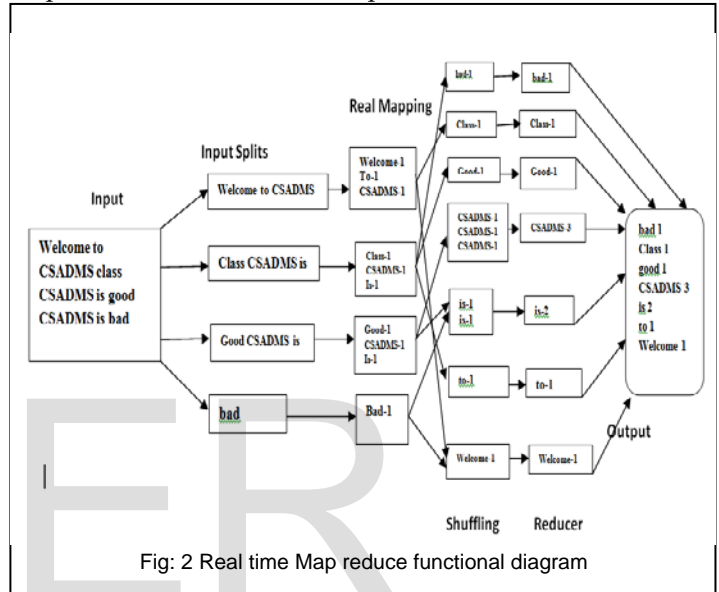 Real Mapping
Input Splits
Input
Welcome to
CSADMS class
CSADMS is good
CSADMS is bad
Welcome to CSADMS
Class CSADMS is
Good CSADMS is
bad
Welcome 1
To-1
CSADMS 1
Class-1
CSADMS-1
Is-1
Good-1
CSADMS-1
Is-1
Bad-1
bad-1
Class-1
Good-1
CSADMS-1
CSADMS-1
CSADMS-1
is-1
is-1
to-1
Welcome 1
bad-1
Class-1
Good-1
CSADMS 3
is-2
to-1
Welcome-1
bad 1
Class 1
good 1
CSADMS 3
is 2
to 1
Welcome 1
Output
Shuffling
Reducer
ER
Fig: 2 Real time Map reduce functional diagram